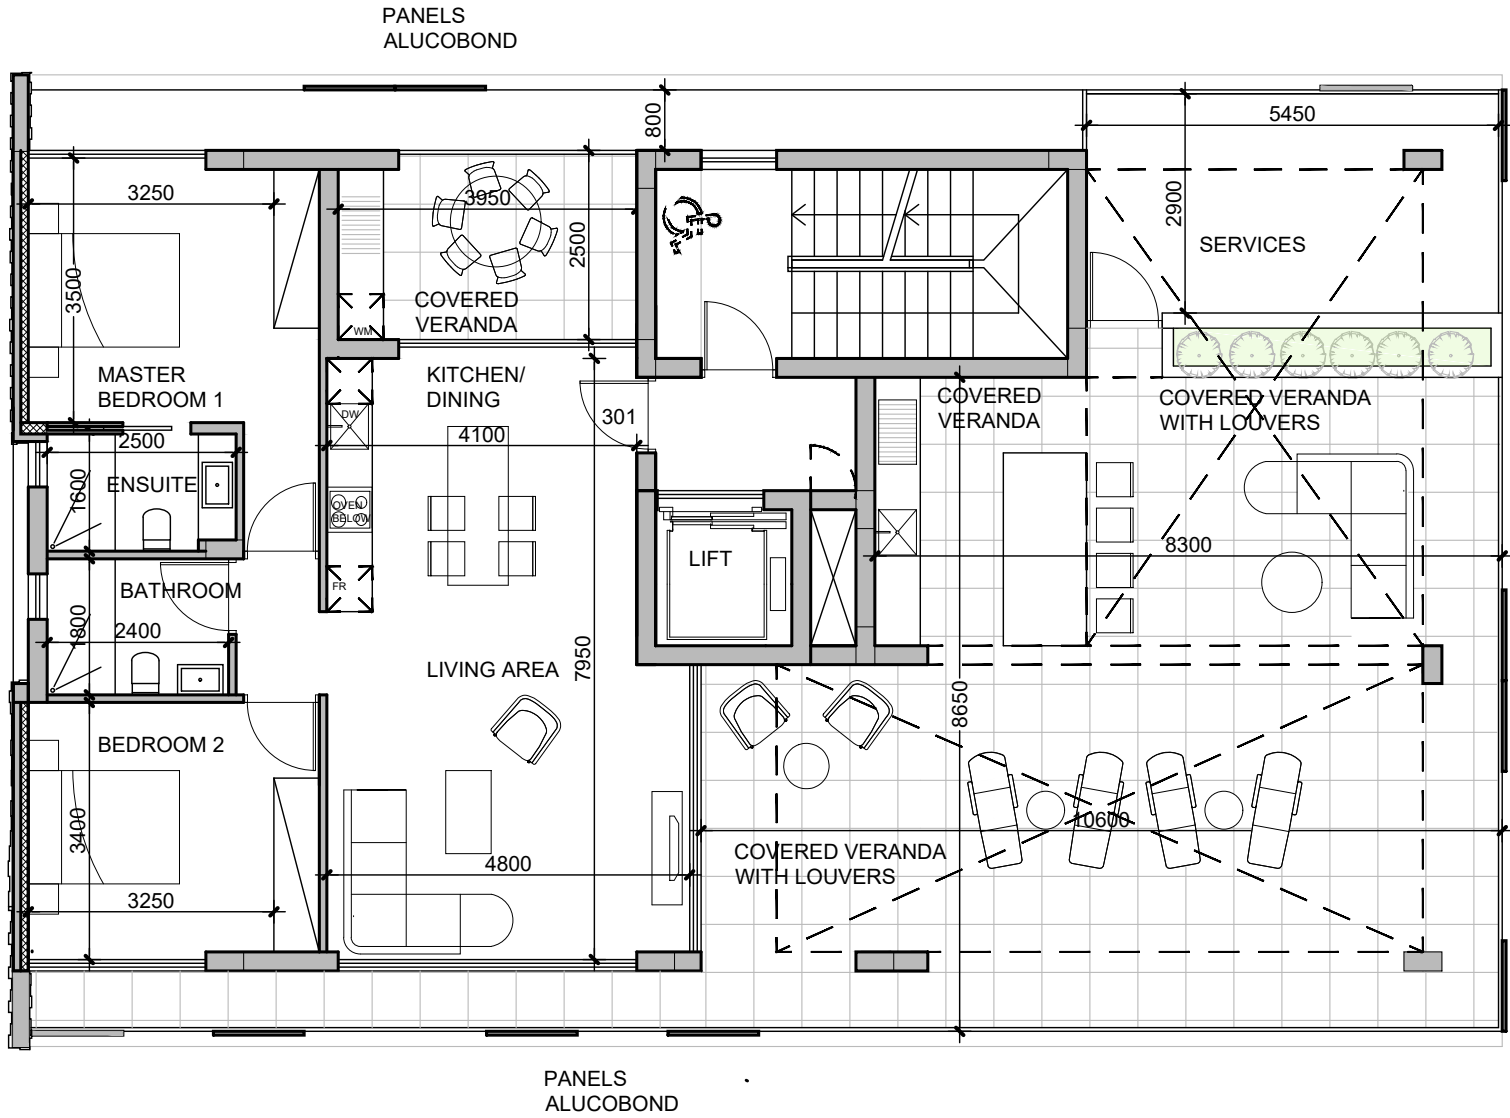 PANELS
ALUCOBOND
800
5450
3250
3950
2900
2500
SERVICES
3500
COVERED
VERANDA
WM
MASTER
BEDROOM 1
KITCHEN/
DINING
COVERED
VERANDA
COVERED VERANDA
WITH LOUVERS
DW
301
2500
4100
ENSUITE
1600
OVEN
BELOW
8300
LIFT
FR
BATHROOM
1800
2400
LIVING AREA
7950
8650
BEDROOM 2
3400
10600
COVERED VERANDA
WITH LOUVERS
4800
3250
PANELS
ALUCOBOND